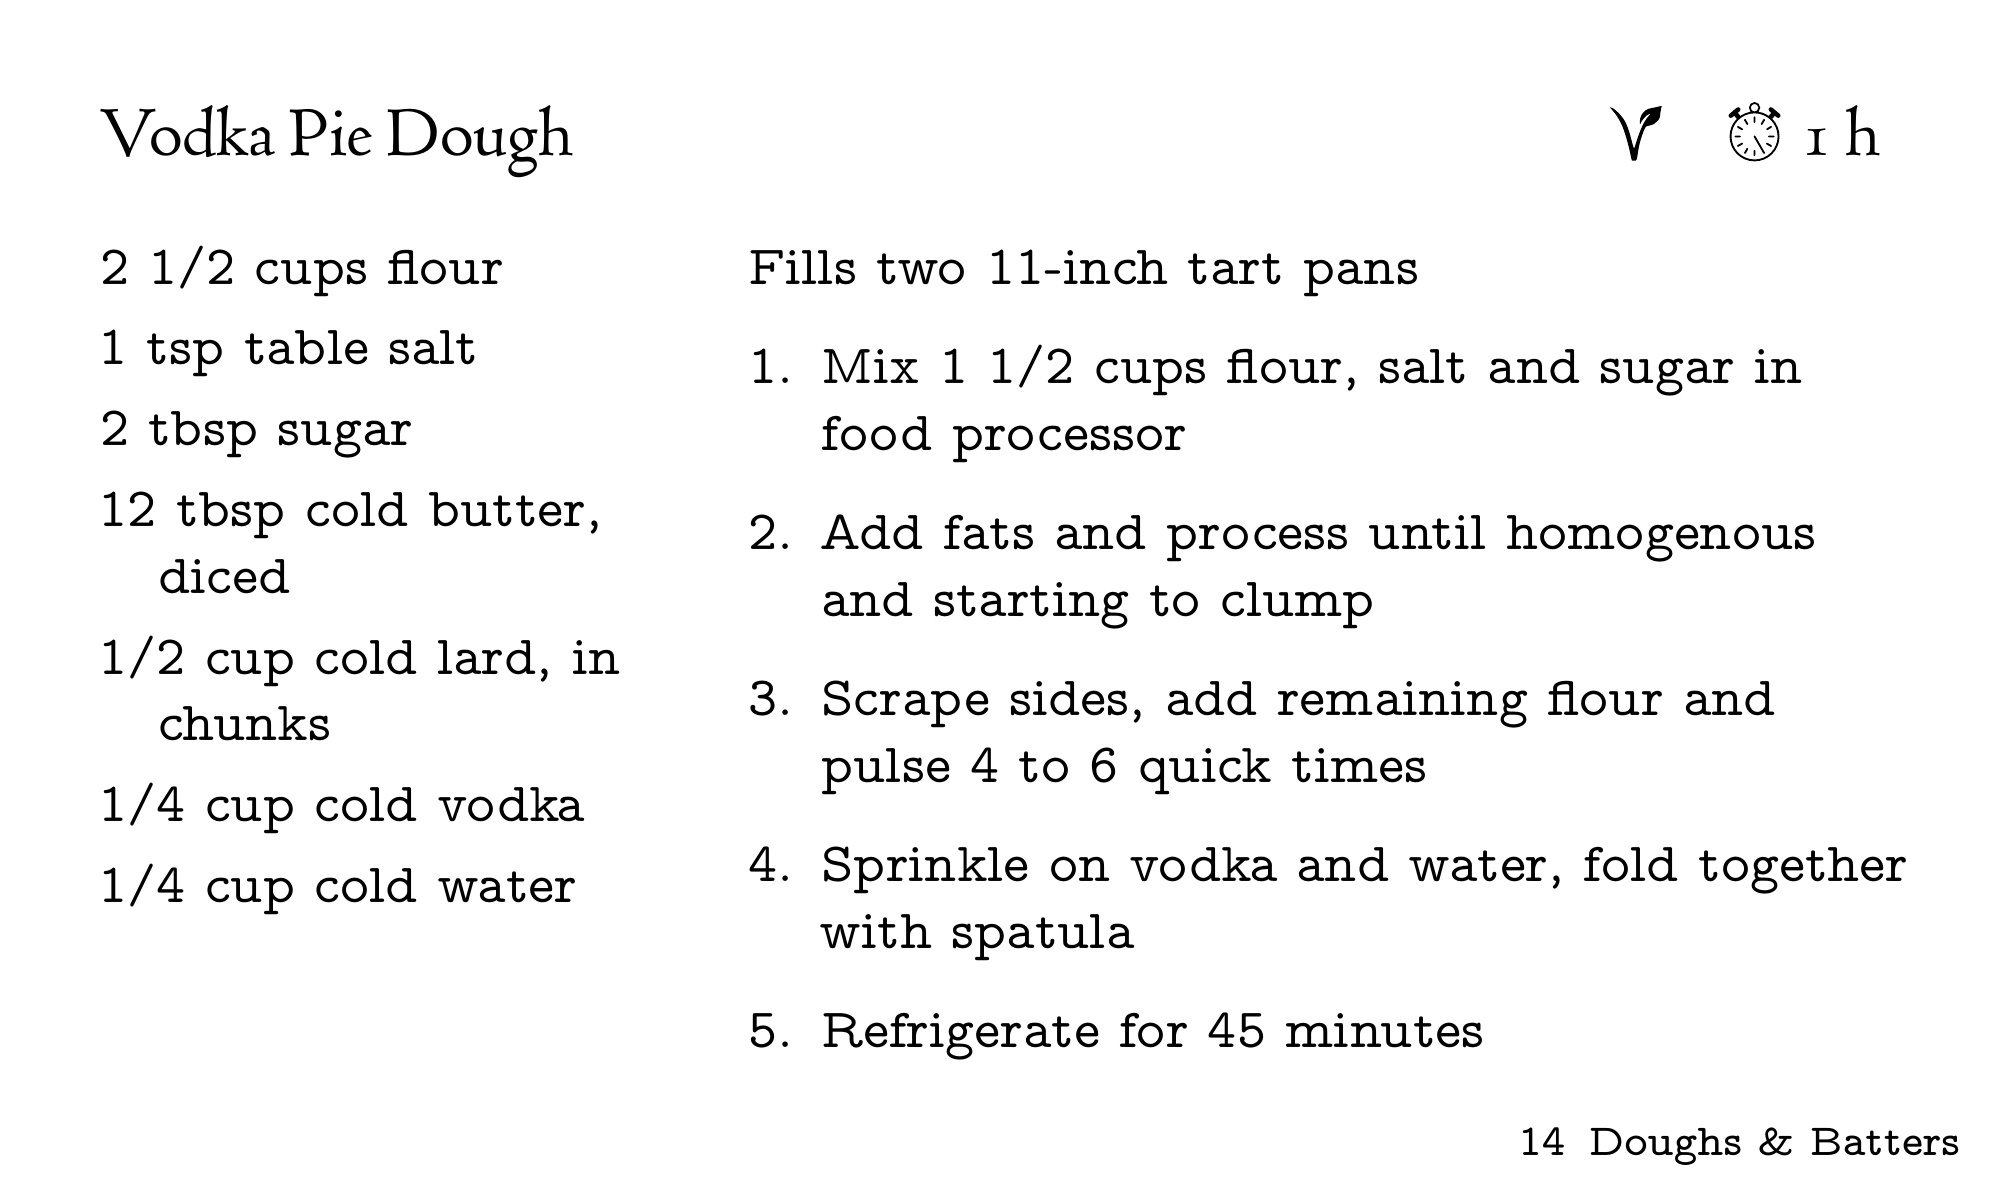 Vodka Pie Dough
1 h
2 1/2 cups flour
1 tsp table salt
2 tbsp sugar
12 tbsp cold butter,
diced
1/2 cup cold lard, in
chunks
1/4 cup cold vodka
1/4 cup cold water
Fills two 11-inch tart pans
1. Mix 1 1/2 cups flour, salt and sugar in
food processor
2. Add fats and process until homogenous
and starting to clump
3. Scrape sides, add remaining flour and
pulse 4 to 6 quick times
4. Sprinkle on vodka and water, fold together
with spatula
5. Refrigerate for 45 minutes
14 Doughs & Batters